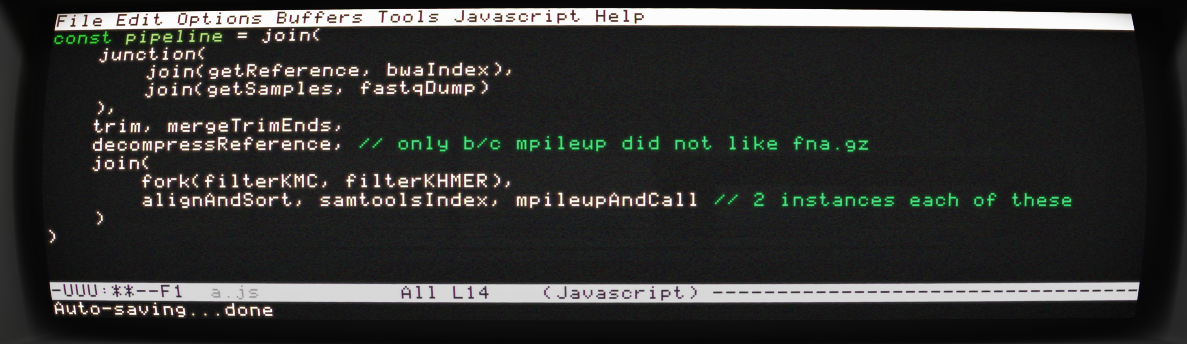 File Edit Options Buffers Tools Javascript Help
const pipeline = join(
    junction(
        join(getReference, bwaIndex),
        join(getSamples, fastqDump)
    ),
    trim, mergeTrimEnds,
    decompressReference, // only b/c mpileup did not like fna.gz
    join(
        fork(filterKMC, filterKHMER),
        alignAndSort, samtoolsIndex, mpileupAndCall // 2 instances each of these
    )
)
-UUU:**--F1  a.js            All L14    (Javascript) -----------------------------------
Auto-saving...done